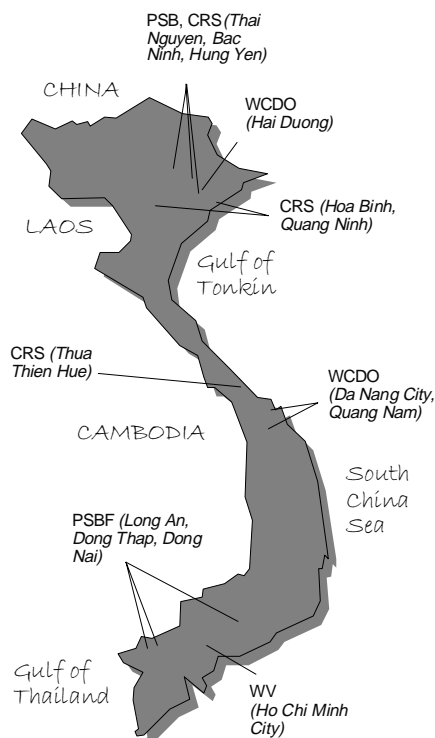 PSB, CRS (Thai
Nguyen, Bac
Ninh, Hung Yen)
CHINA
WCDO
(Hai Duong)
LAOS
CRS (Hoa Binh,
Quang Ninh)
Gulf of
Tonkin
CRS (Thua
Thien Hue)
WCDO
(Da Nang City,
Quang Nam)
CAMBODIA
South
China
Sea
PSBF (Long An,
Dong Thap, Dong
Nai)
Gulf of
Thailand
WV
(Ho Chi Minh
City)